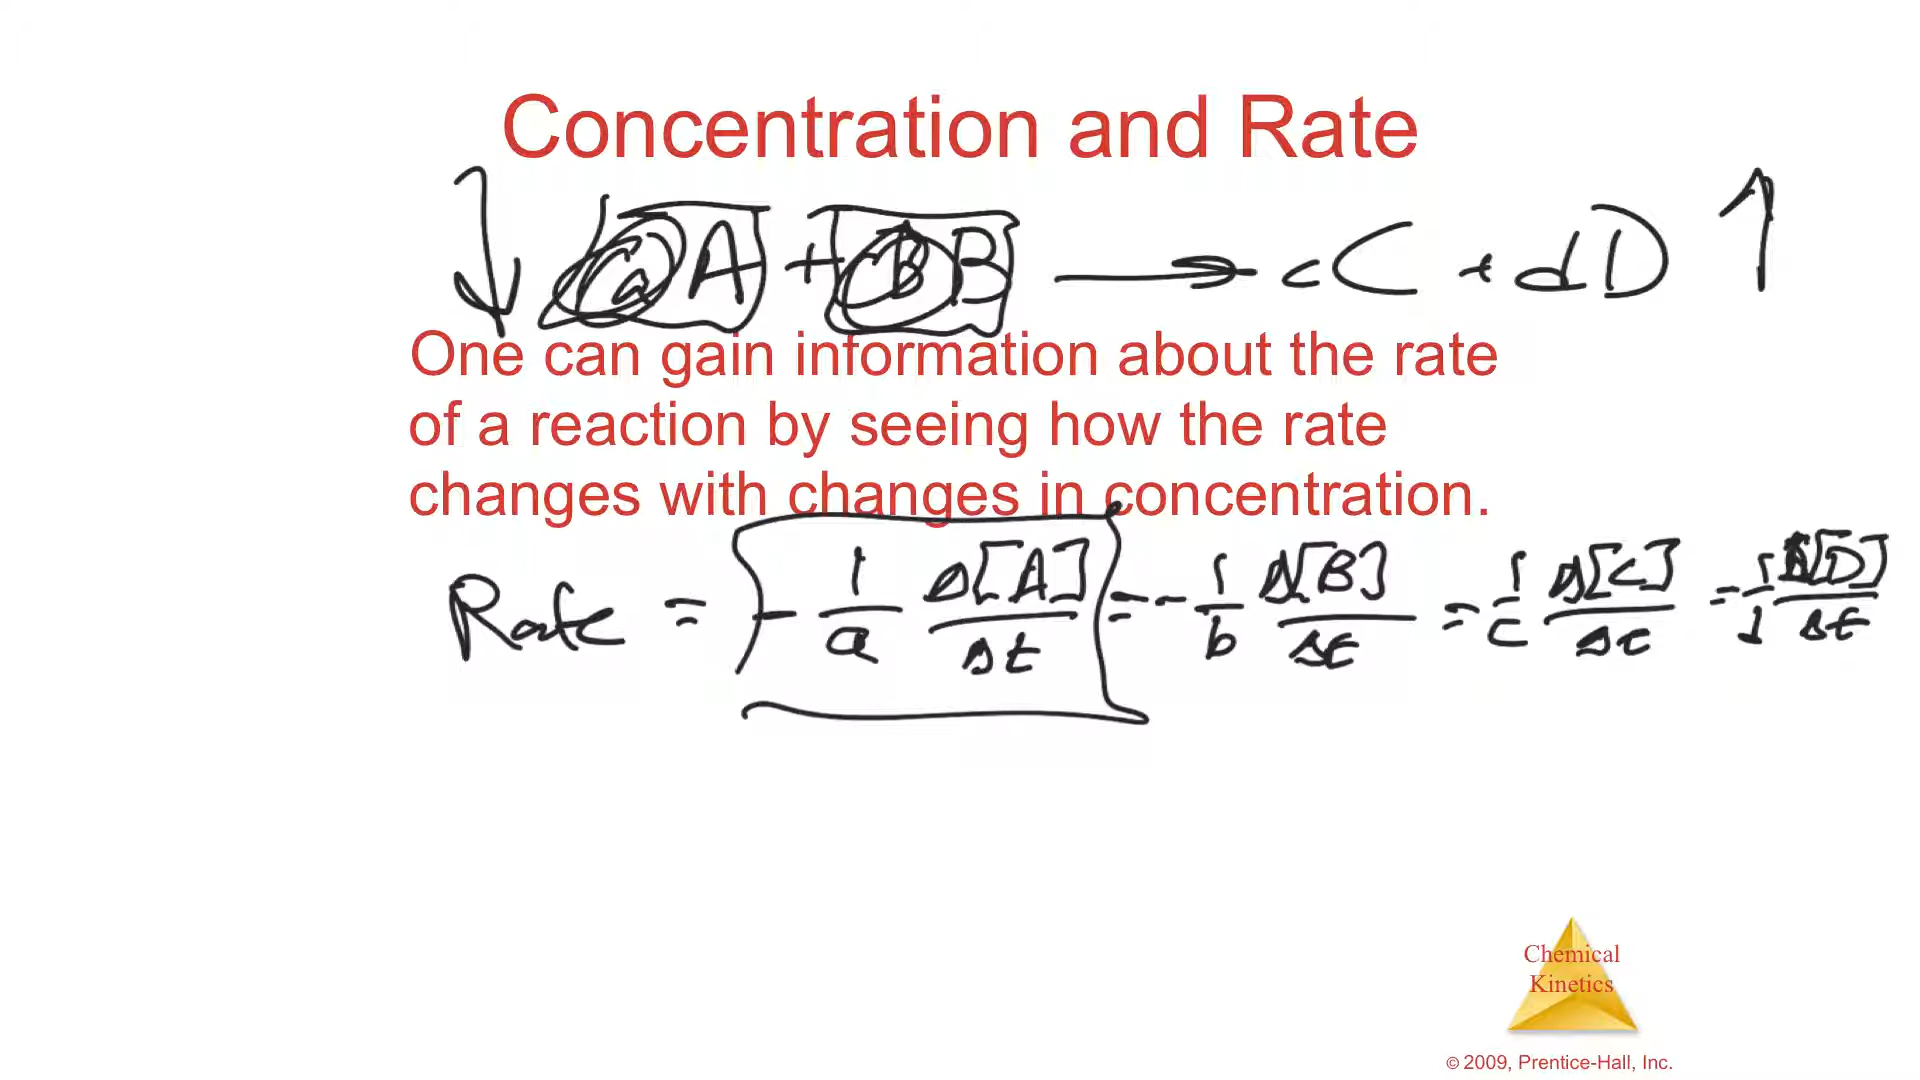 Concentration and Rate
aA + bB → cC + dD
One can gain information about the rate
of a reaction by seeing how the rate
changes with changes in concentration.
Rate = - 1/a Δ[A]/Δt = - 1/b Δ[B]/Δt = 1/c Δ[C]/Δt = 1/d Δ[D]/Δt
Chemical
Kinetics
© 2009, Prentice-Hall, Inc.